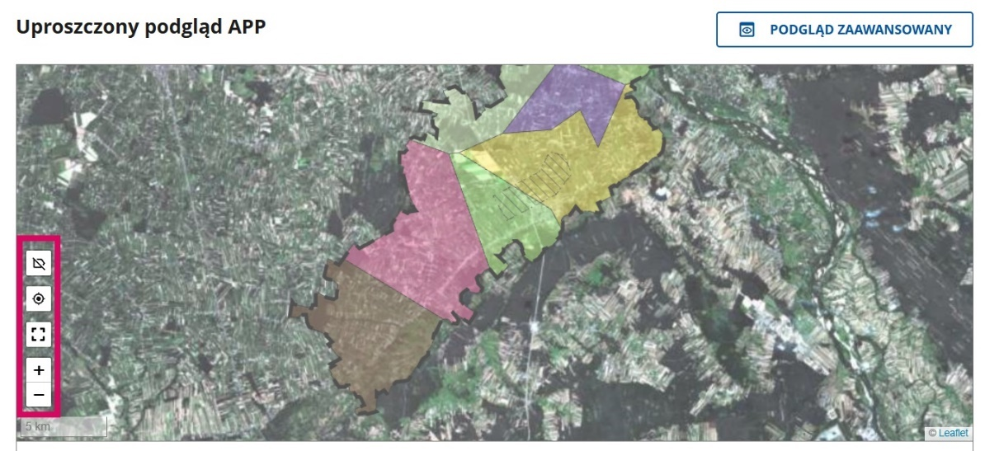 Uproszczony podgląd APP
PODGLĄD ZAAWANSOWANY
+
−
5 km
© Leaflet